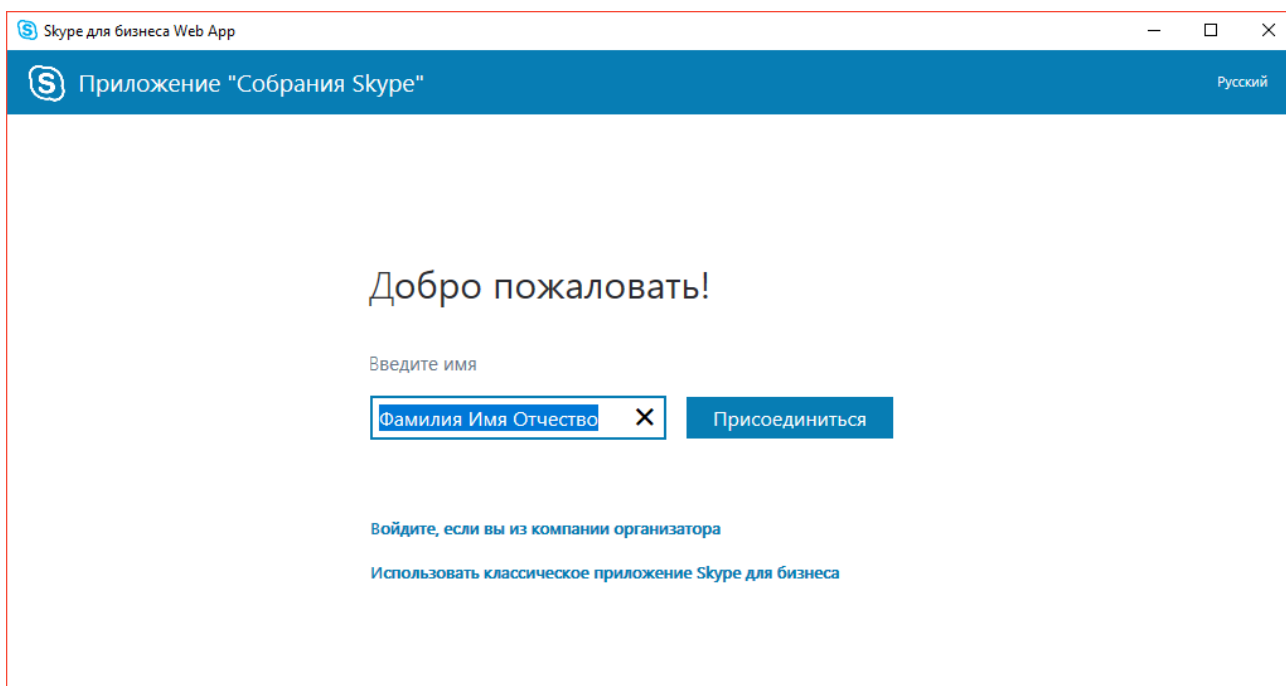 Skype для бизнеса Web App
Приложение "Собрания Skype"
Русский
Добро пожаловать!
Введите имя
Фамилия Имя Отчество
Присоединиться
Войдите, если вы из компании организатора
Использовать классическое приложение Skype для бизнеса